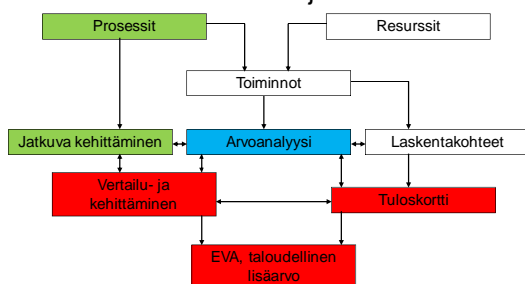 Prosessit
Resurssit
Toiminnot
Jatkuva kehittäminen
Arvoanalyysi
Laskentakohteet
Vertailu- ja
kehittäminen
Tuloskortti
EVA, taloudellinen
lisäarvo